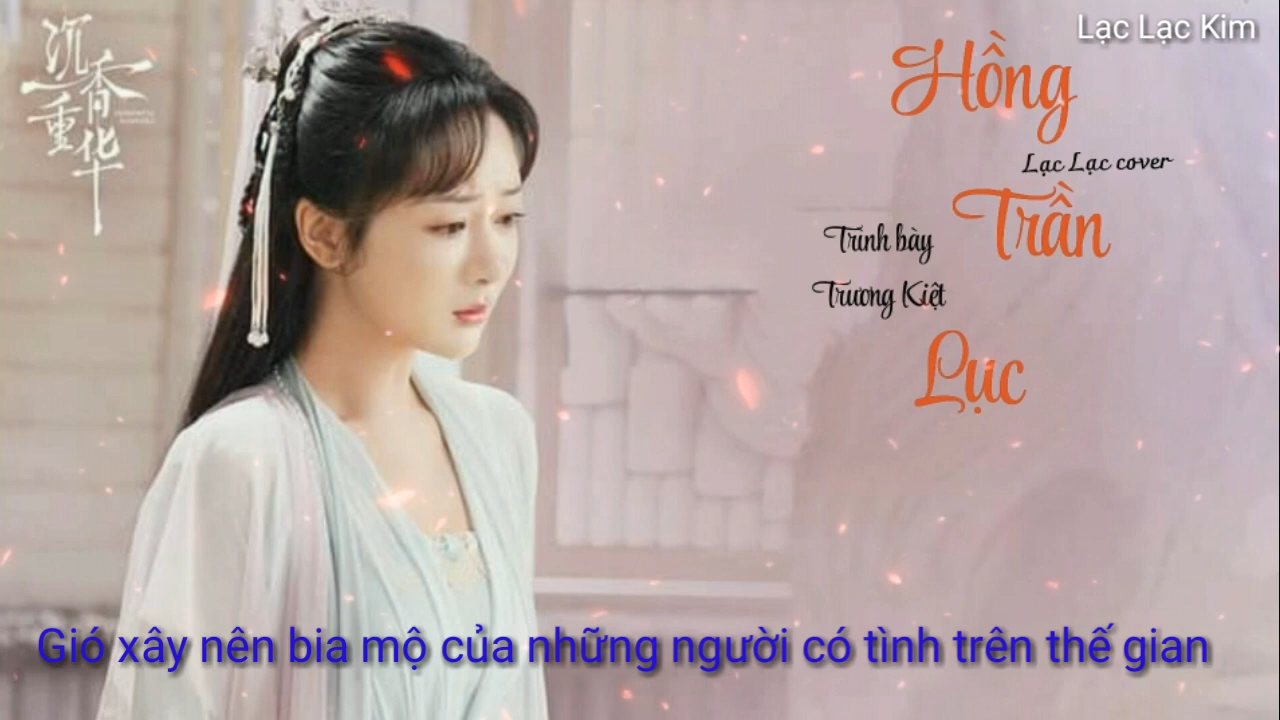 沉香重华
Lạc Lạc Kim
Hồng
Lạc Lạc cover
Trần
Trình bày
Trương Kiệt
Lục
Gió xây nên bia mộ của những người có tình trên thế gian